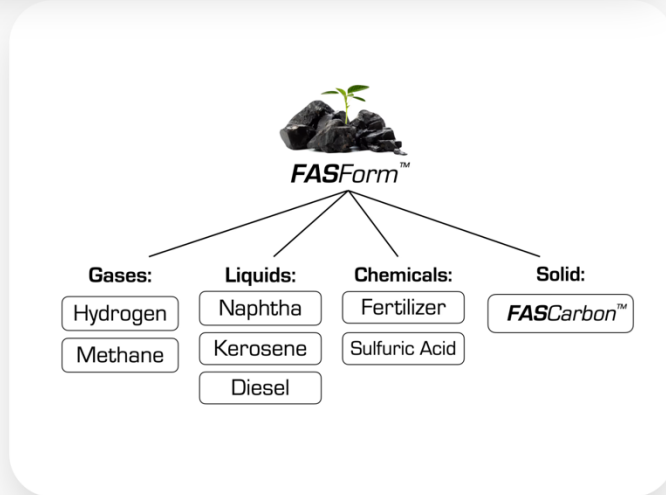 FASForm™
Gases:
Hydrogen
Methane
Liquids:
Naphtha
Kerosene
Diesel
Chemicals:
Fertilizer
Sulfuric Acid
Solid:
FASCarbon™